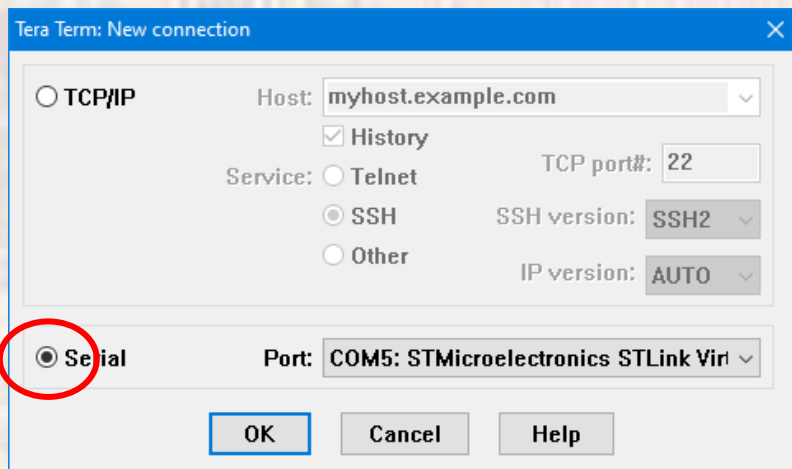 Tera Term: New connection
TCP/IP
Host: myhost.example.com
History
Service: Telnet
TCP port#: 22
SSH
SSH version: SSH2
Other
IP version: AUTO
Serial
Port: COM5: STMicroelectronics STLink Virt
OK Cancel Help